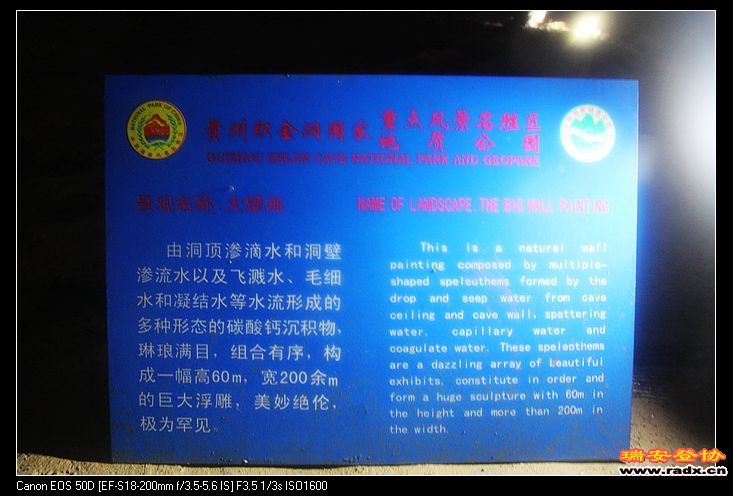 贵州织金洞国家重点风景名胜区
地质公园
GUIZHOU ZHIJIN CAVE NATIONAL PARK AND GEOPARK
景观名称:大壁画
NAME OF LANDSCAPE: THE BIG WALL PAINTING
由洞顶渗滴水和洞壁
渗流水以及飞溅水、毛细
水和凝结水等水流形成的
多种形态的碳酸钙沉积物,
琳琅满目,组合有序,构
成一幅高60m,宽200余m
的巨大浮雕,美妙绝伦,
极为罕见。
This is a natural wall
painting composed by multiple-
shaped speleothems formed by the
drop and seep water from cave
ceiling and cave wall, spattering
water, capillary water and
coagulate water. These speleothems
are a dazzling array of beautiful
exhibits, constitute in order and
form a huge sculpture with 60m in
the height and more than 200m in
the width.
瑞安登协
www.radx.cn
Canon EOS 50D [EF-S18-200mm f/3.5-5.6 IS] F3.5 1/3s ISO1600